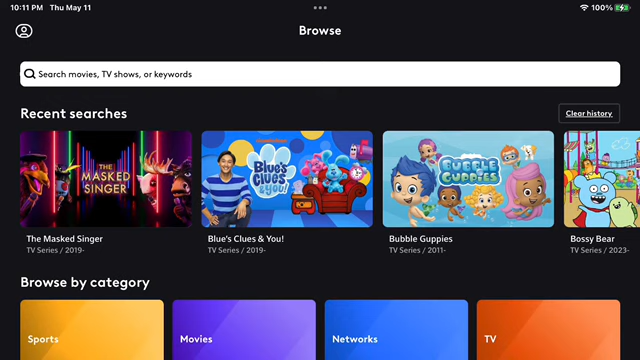 10:11 PM Thu May 11
100%
Browse
Search movies, TV shows, or keywords
Recent searches
Clear history
THE
MASKED
SINGER
Blue's
Clues
& YOU!
BUBBLE
GUPPIES
The Masked Singer
TV Series / 2019-
Blue's Clues & You!
TV Series / 2019-
Bubble Guppies
TV Series / 2011-
Bossy Bear
TV Series / 2023-
Browse by category
Sports
Movies
Networks
TV